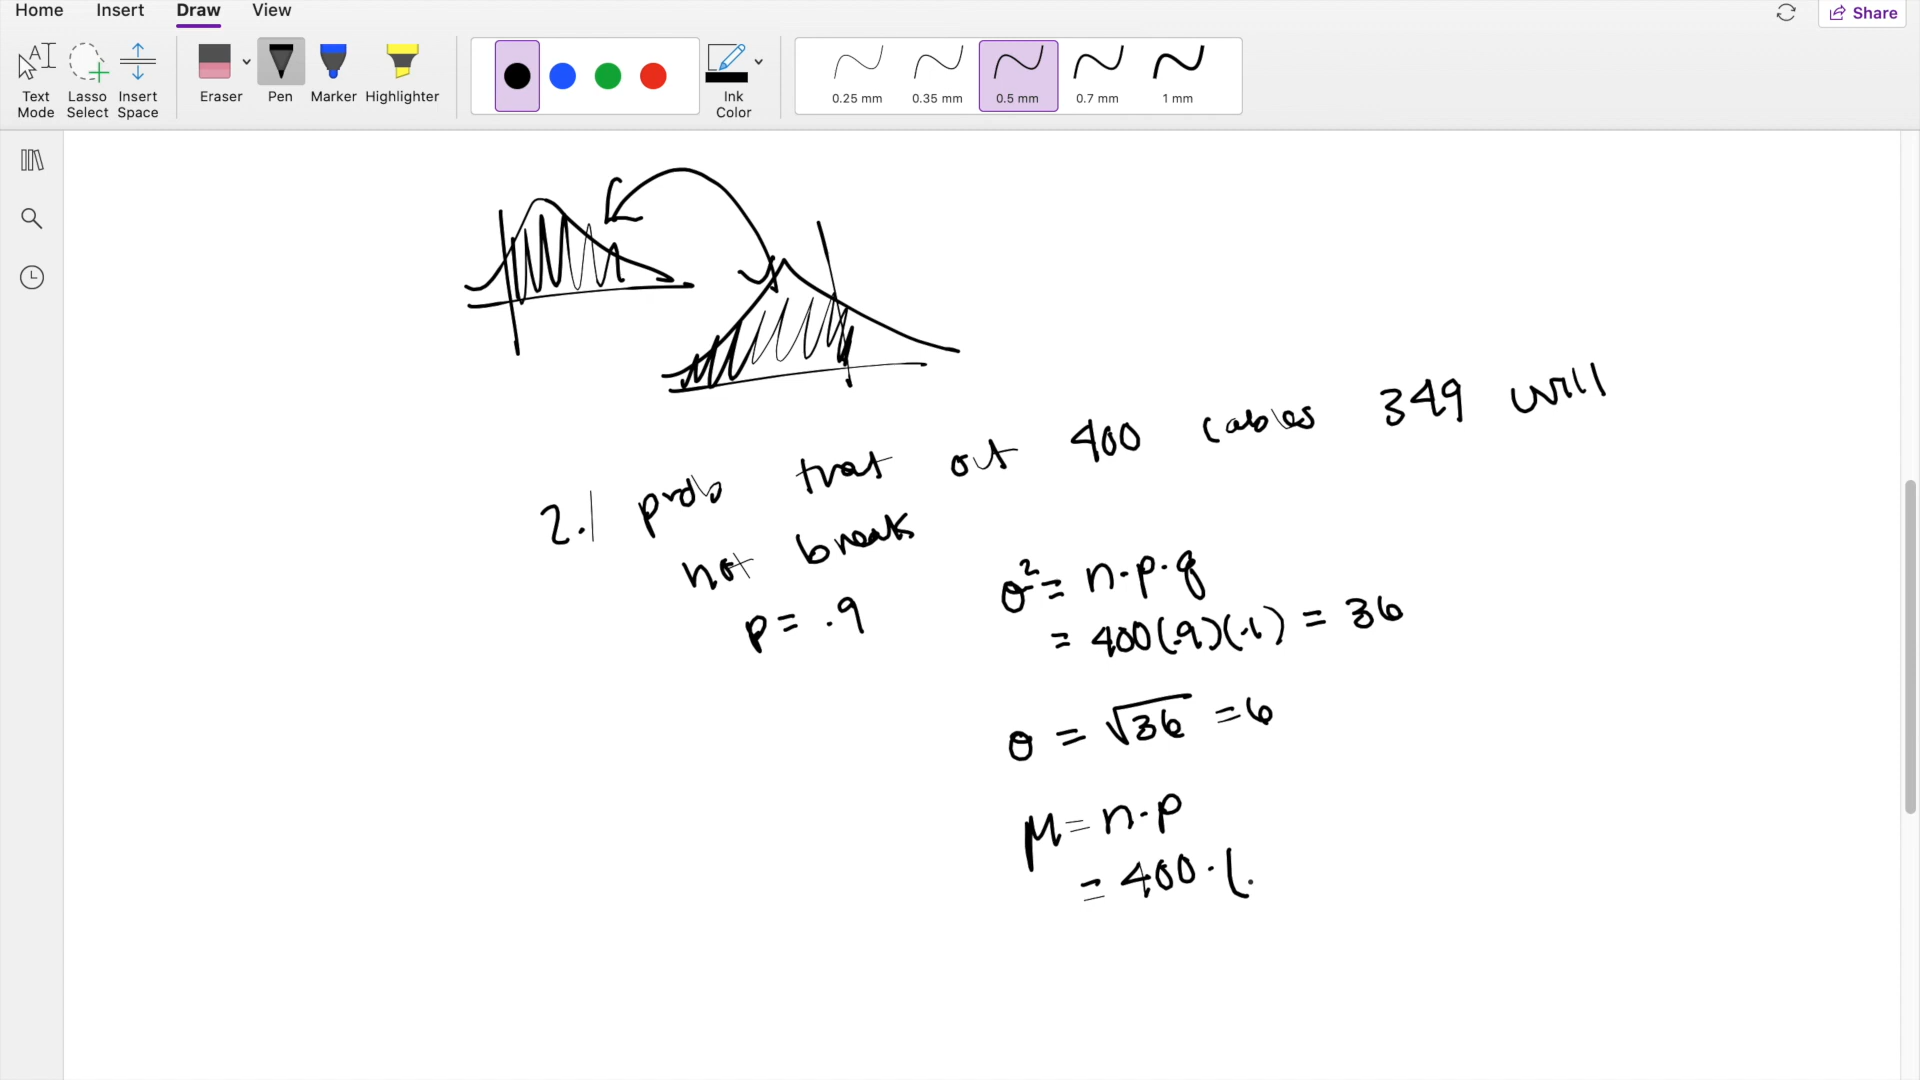 Home Insert Draw View
Share
Text Mode
Lasso Select
Insert Space
Eraser
Pen
Marker
Highlighter
Ink Color
0.25 mm
0.35 mm
0.5 mm
0.7 mm
1 mm
2.1 prob that out 400 cables 349 will
not break
p = .9
σ² = n·p·q
= 400(.9)(.1) = 36
σ = √36 = 6
μ = n·p
= 400·(.